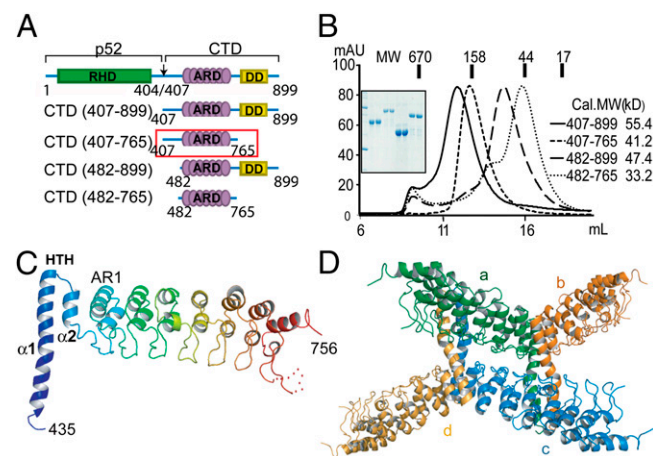 A
p52 CTD
RHD ARD DD
1 404/407 899
CTD (407-899)
407 ARD DD 899
CTD (407-765)
407 ARD 765
CTD (482-899)
482 ARD DD 899
CTD (482-765)
482 ARD 765
B
mAU MW 670 158 44 17
100
80
60
40
20
0
6 11 16 mL
Cal.MW(kD)
407-899 55.4
407-765 41.2
482-899 47.4
482-765 33.2
C
HTH
AR1
α1 α2
435
756
D
a
b
c
d